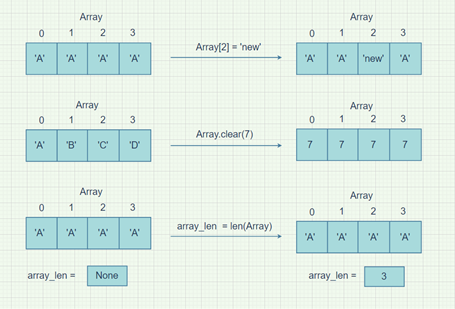 Array
Array
0 1 2 3
0 1 2 3
Array[2] = 'new'
'A' 'A' 'A' 'A'
'A' 'A' 'new' 'A'
Array
Array
0 1 2 3
0 1 2 3
Array.clear(7)
'A' 'B' 'C' 'D'
7 7 7 7
Array
Array
0 1 2 3
0 1 2 3
array_len = len(Array)
'A' 'A' 'A' 'A'
'A' 'A' 'A' 'A'
array_len = None
array_len = 3